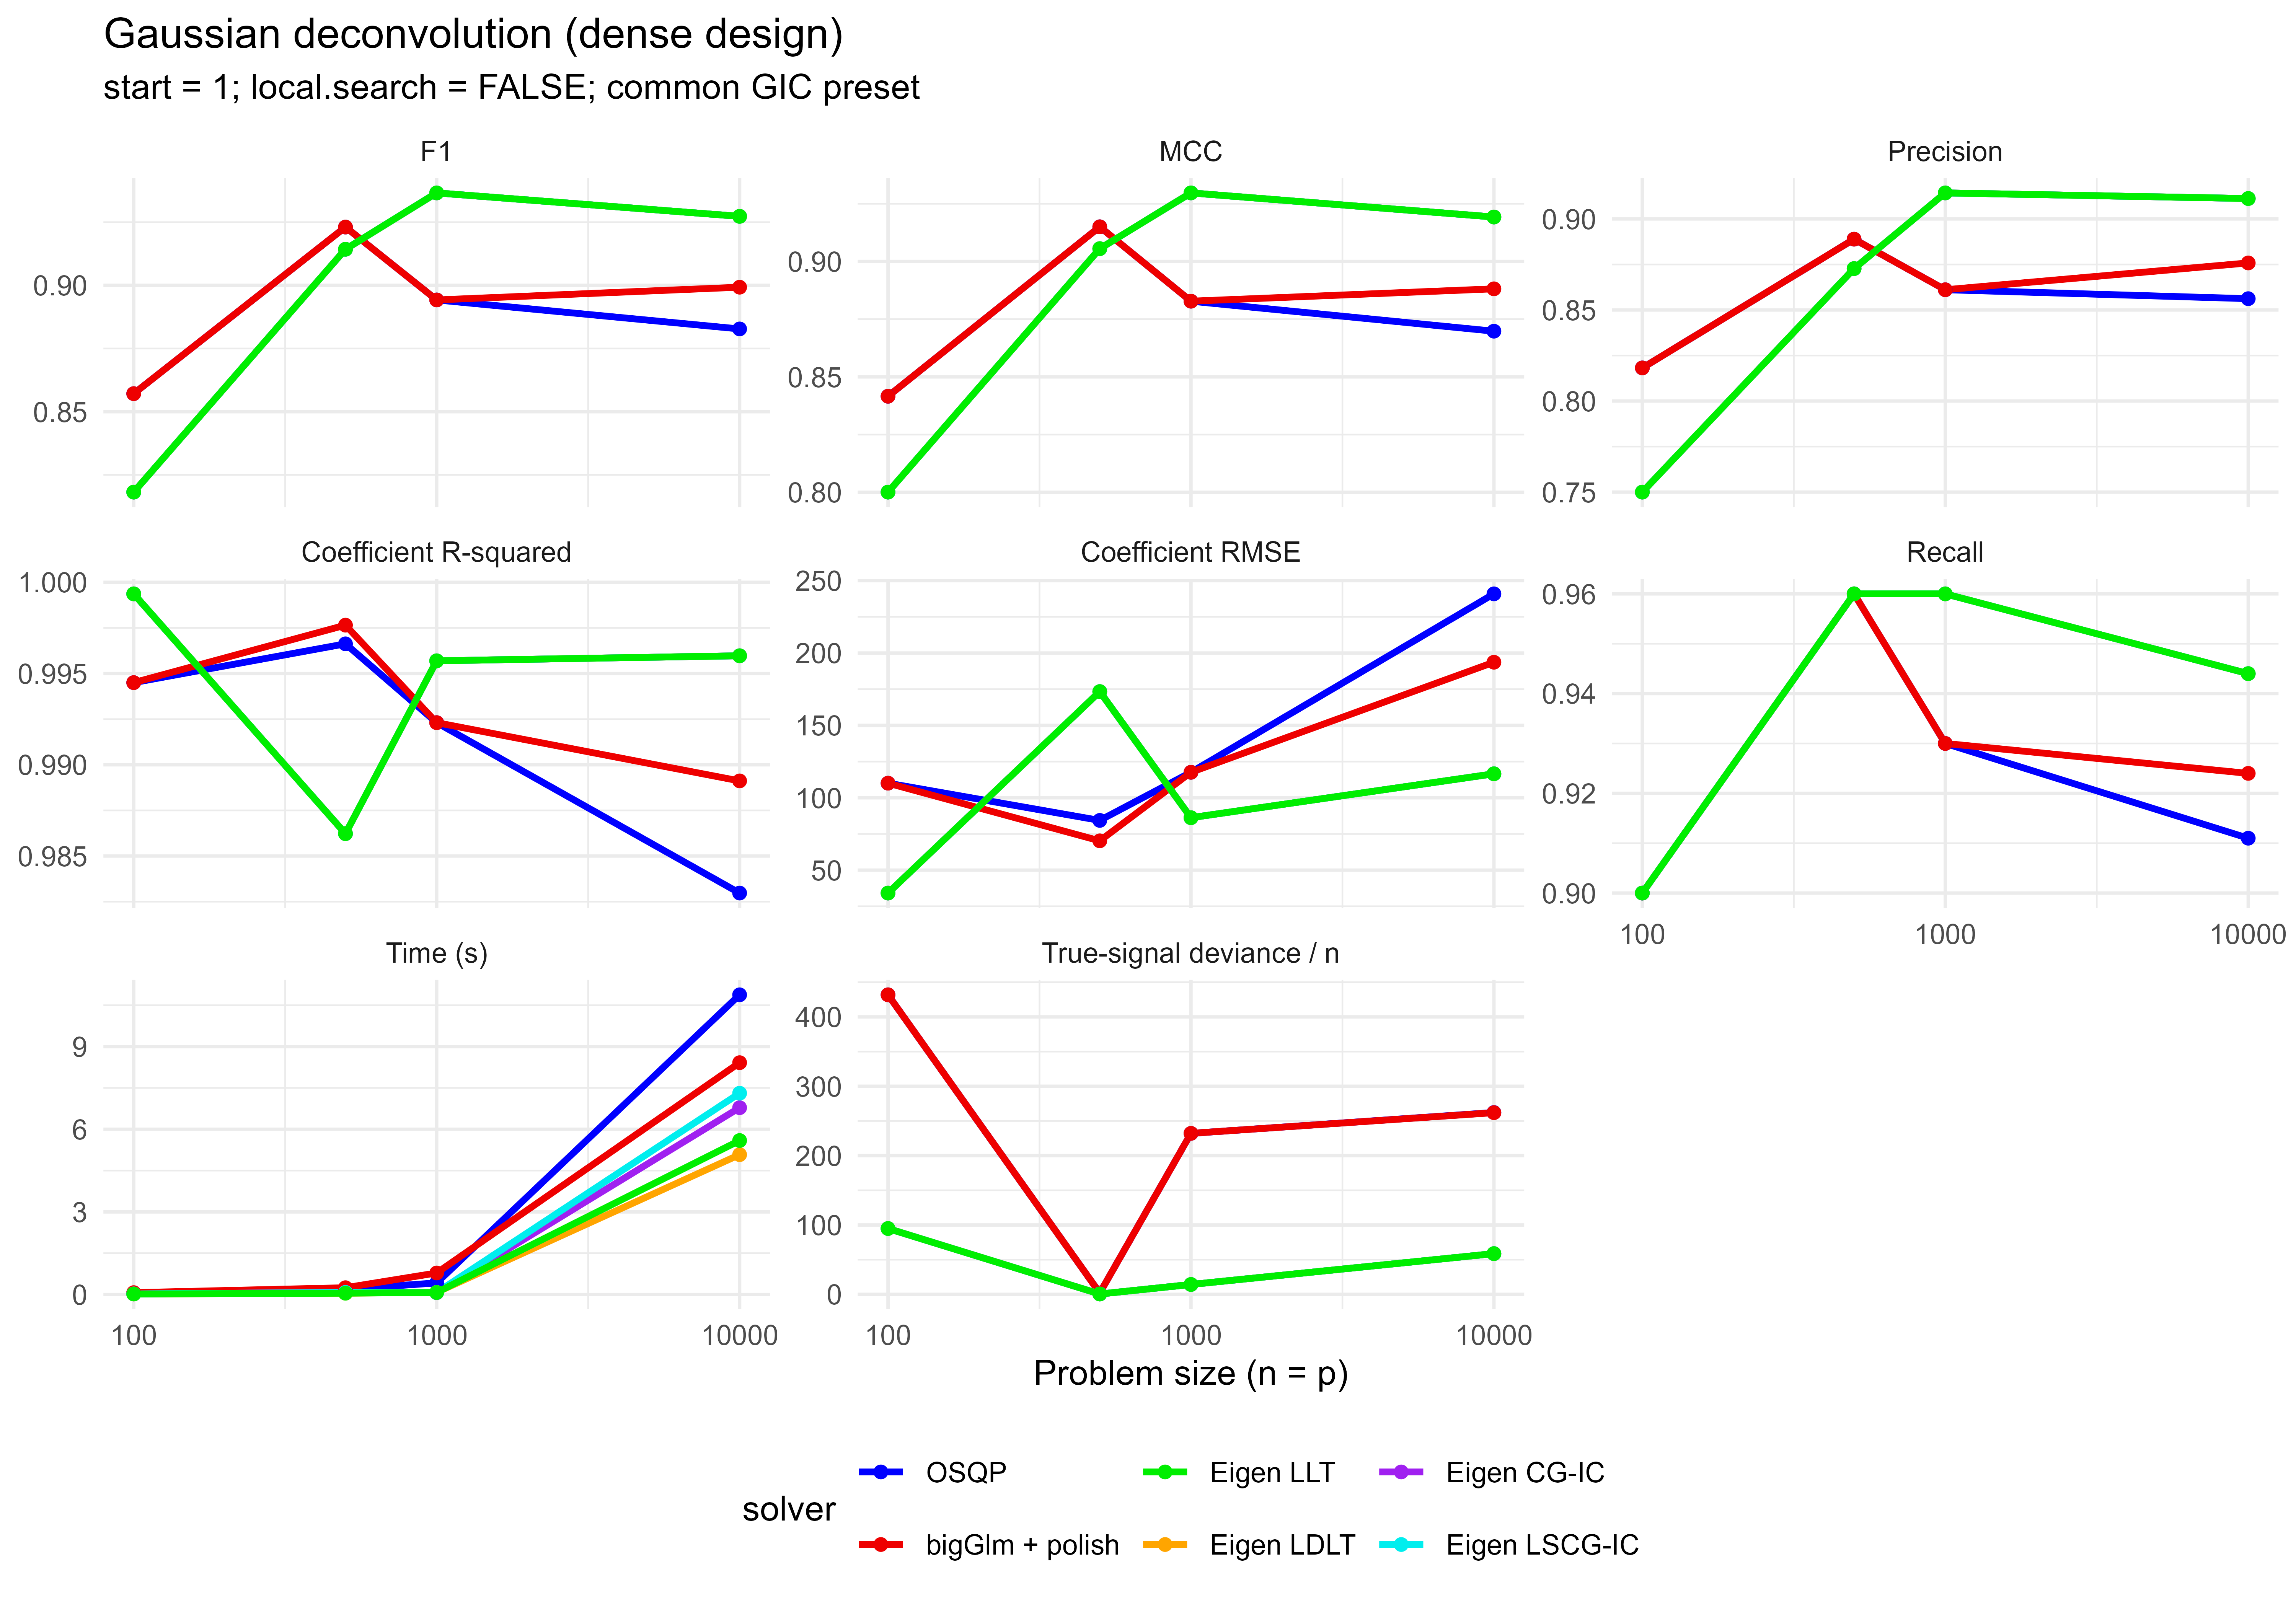 Gaussian deconvolution (dense design)
start = 1; local.search = FALSE; common GIC preset
F1
0.90
0.85
MCC
0.90
0.85
0.80
Precision
0.90
0.85
0.80
0.75
Coefficient R-squared
1.000
0.995
0.990
0.985
Coefficient RMSE
250
200
150
100
50
Recall
0.96
0.94
0.92
0.90
100 1000 10000
Time (s)
9
6
3
0
100 1000 10000
True-signal deviance / n
400
300
200
100
0
100 1000 10000
Problem size (n = p)
solver
OSQP
Eigen LLT
Eigen CG-IC
bigGlm + polish
Eigen LDLT
Eigen LSCG-IC